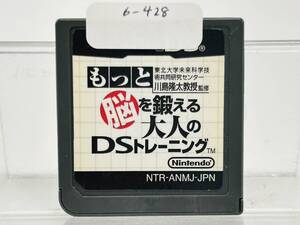 6-428
もっと
東北大学未来科学技
術共同研究センター
川島隆太教授監修
脳を鍛える
大人の
DSトレーニング™
Nintendo
NTR-ANMJ-JPN